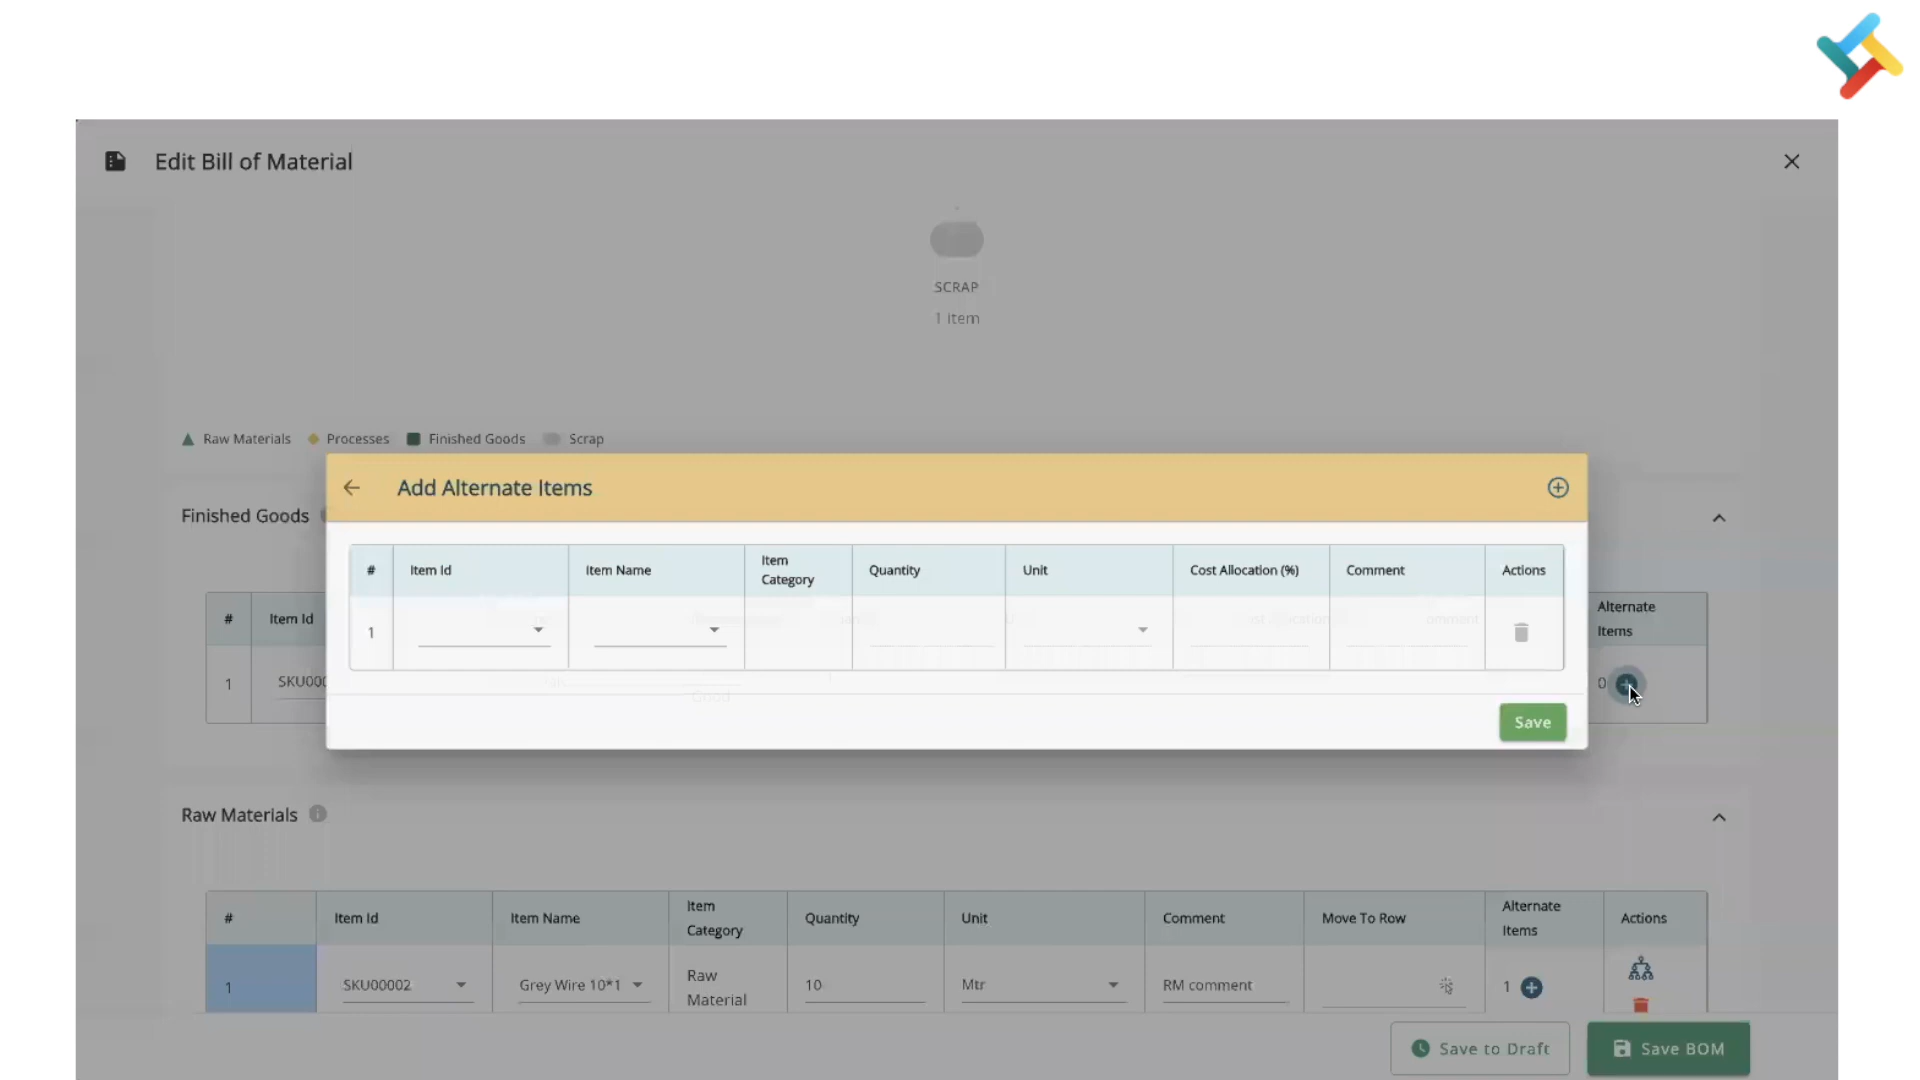 Edit Bill of Material
SCRAP
1 item
Raw Materials Processes Finished Goods Scrap
Add Alternate Items
Finished Goods
# Item Id Item Name Item Category Quantity Unit Cost Allocation (%) Comment Actions
1
Save
# Item Id Alternate Items
1 SKU000 0
Good
Raw Materials
# Item Id Item Name Item Category Quantity Unit Comment Move To Row Alternate Items Actions
1 SKU00002 Grey Wire 10*1 Raw Material 10 Mtr RM comment 1
Save to Draft Save BOM